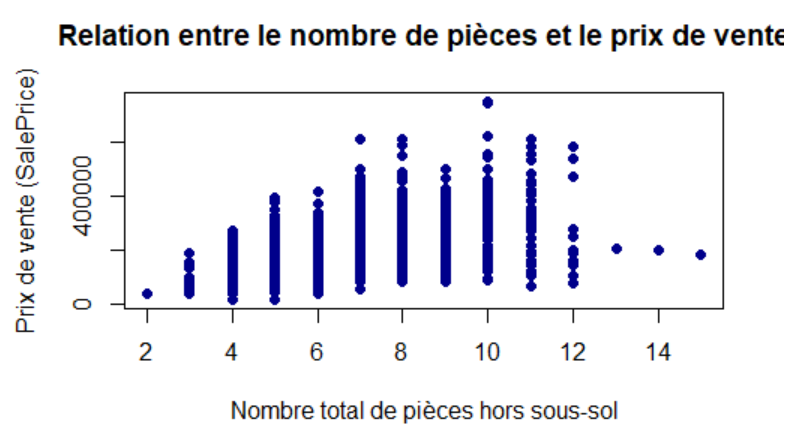 Relation entre le nombre de pièces et le prix de vente
Prix de vente (SalePrice)
400000
0
2 4 6 8 10 12 14
Nombre total de pièces hors sous-sol